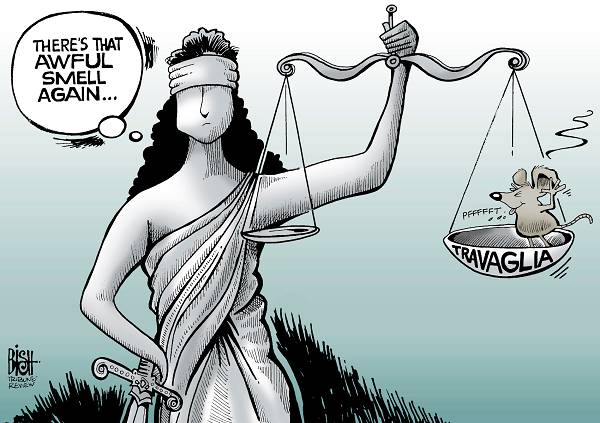 THERE'S THAT
AWFUL
SMELL
AGAIN...
PFFFFFT...
TRAVAGLIA
BISH
TRIBUNE
REVIEW